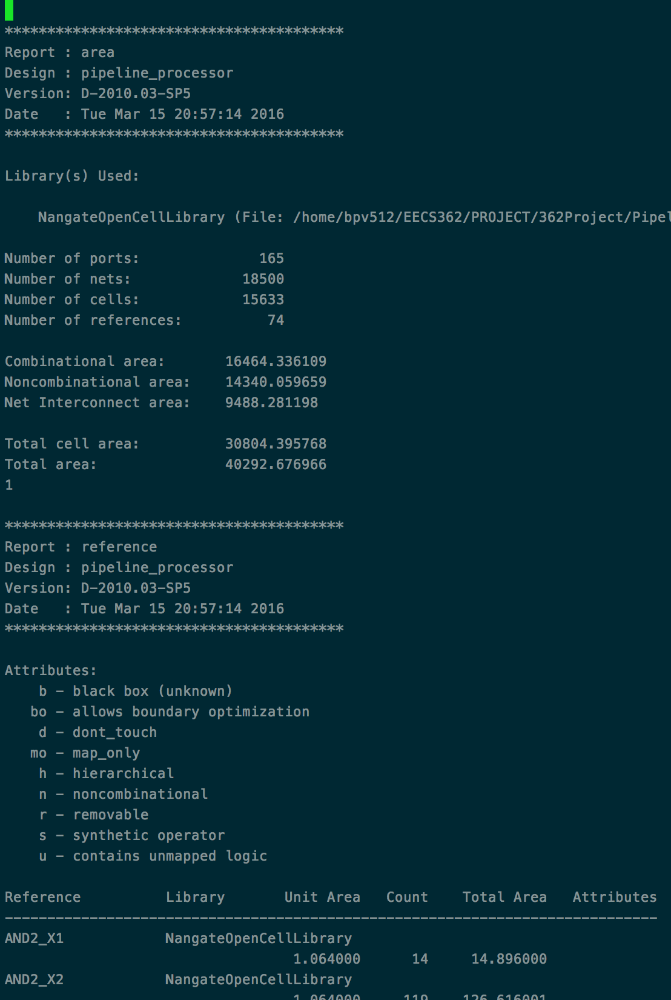 ****************************************
Report : area
Design : pipeline_processor
Version: D-2010.03-SP5
Date   : Tue Mar 15 20:57:14 2016
****************************************

Library(s) Used:

    NangateOpenCellLibrary (File: /home/bpv512/EECS362/PROJECT/362Project/Pipel

Number of ports:              165
Number of nets:             18500
Number of cells:            15633
Number of references:          74

Combinational area:       16464.336109
Noncombinational area:    14340.059659
Net Interconnect area:    9488.281198

Total cell area:          30804.395768
Total area:               40292.676966
1

****************************************
Report : reference
Design : pipeline_processor
Version: D-2010.03-SP5
Date   : Tue Mar 15 20:57:14 2016
****************************************

Attributes:
    b - black box (unknown)
   bo - allows boundary optimization
    d - dont_touch
   mo - map_only
    h - hierarchical
    n - noncombinational
    r - removable
    s - synthetic operator
    u - contains unmapped logic

Reference          Library       Unit Area   Count    Total Area   Attributes
-----------------------------------------------------------------------------
AND2_X1            NangateOpenCellLibrary
                                  1.064000      14     14.896000
AND2_X2            NangateOpenCellLibrary
                                  1.064000     119    126.616001